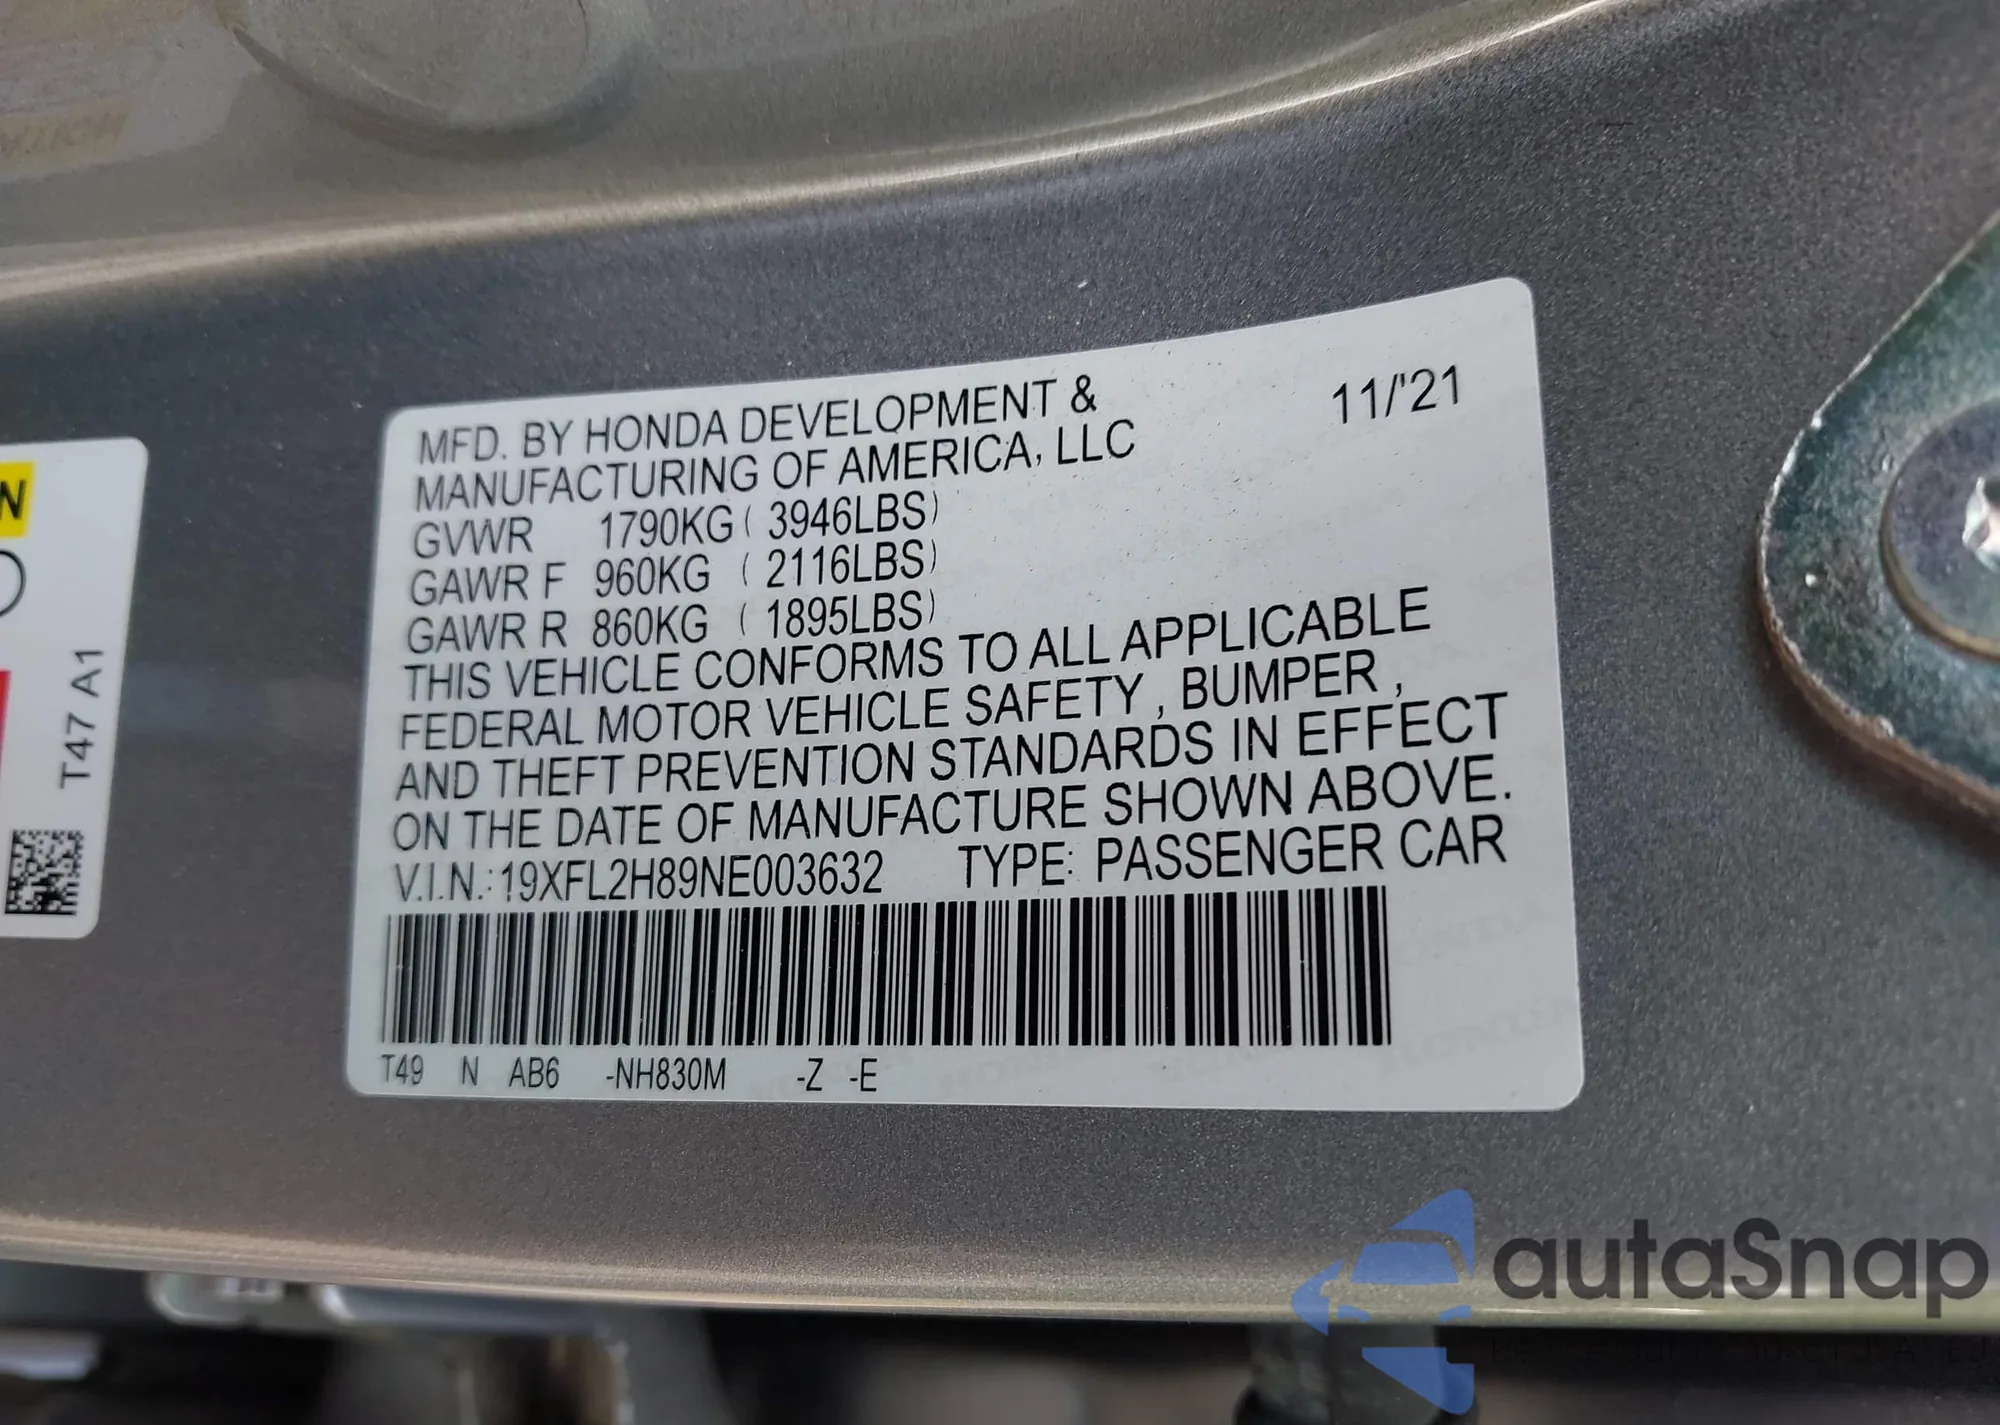 MFD. BY HONDA DEVELOPMENT &
MANUFACTURING OF AMERICA, LLC
11/'21
GVWR 1790KG ( 3946LBS)
GAWR F 960KG ( 2116LBS)
GAWR R 860KG ( 1895LBS)
THIS VEHICLE CONFORMS TO ALL APPLICABLE
FEDERAL MOTOR VEHICLE SAFETY , BUMPER ,
AND THEFT PREVENTION STANDARDS IN EFFECT
ON THE DATE OF MANUFACTURE SHOWN ABOVE.
V.I.N.: 19XFL2H89NE003632 TYPE: PASSENGER CAR
T49 N AB6 -NH830M -Z -E
N
T47 A1
autaSnap